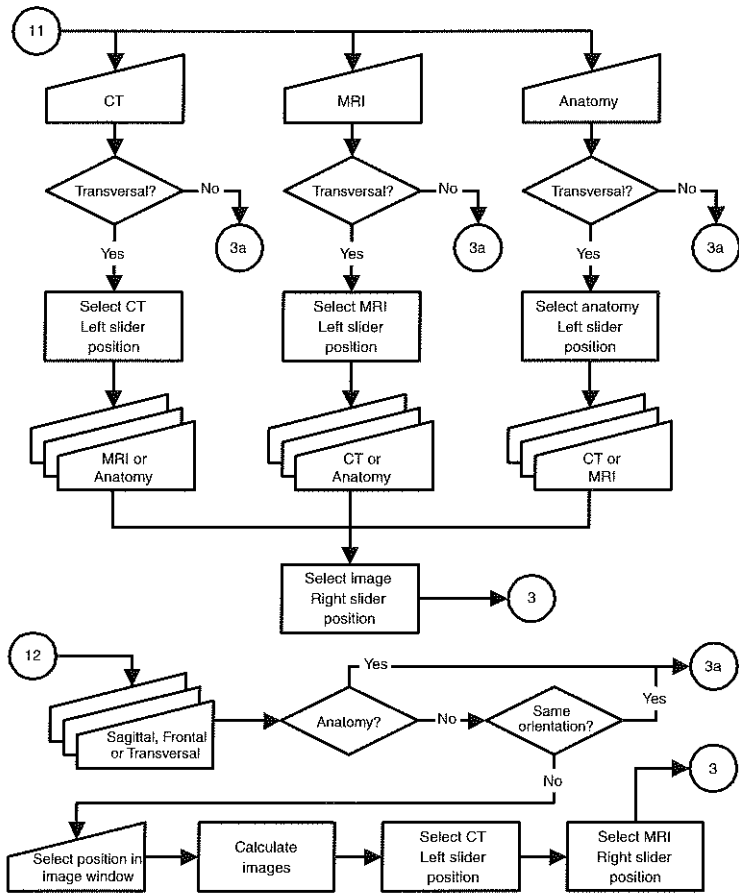 11
CT
MRI
Anatomy
Transversal?
No
Transversal?
No
Transversal?
No
3a
3a
3a
Yes
Yes
Yes
Select CT
Left slider
position
Select MRI
Left slider
position
Select anatomy
Left slider
position
MRI or
Anatomy
CT or
Anatomy
CT or
MRI
Select image
Right slider
position
3
12
Sagittal, Frontal
or Transversal
Yes
3a
Anatomy?
No
Same
orientation?
Yes
No
3
Select position in
image window
Calculate
images
Select CT
Left slider
position
Select MRI
Right slider
position